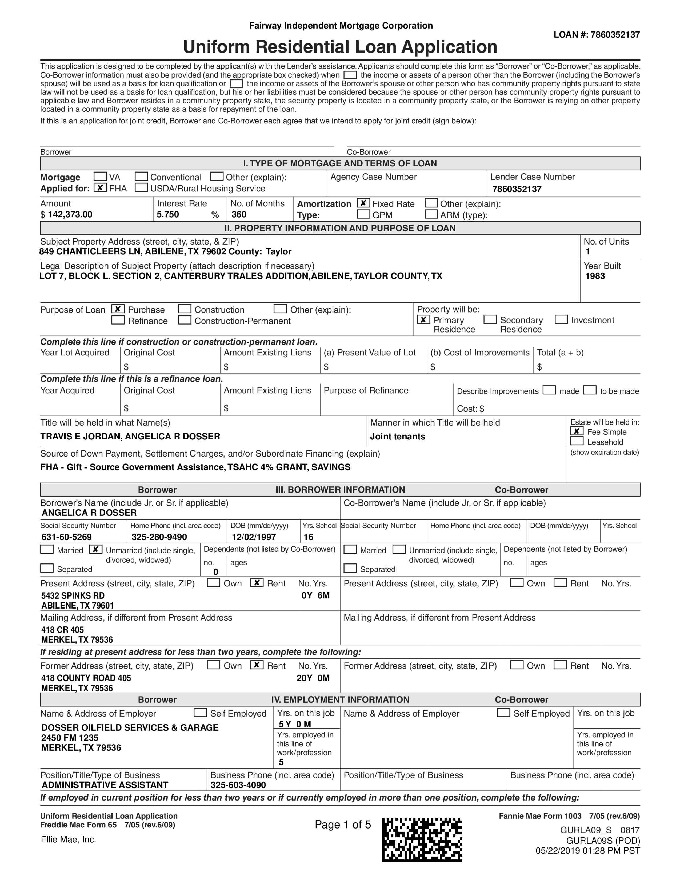 Fairway Independent Mortgage Corporation
LOAN #: 7860352137
Uniform Residential Loan Application
This application is designed to be completed by the applicant(s) with the Lender's assistance. Applicants should complete this form as "Borrower" or "Co-Borrower," as applicable.
Co-Borrower information must also be provided (and the appropriate box checked) when the income or assets of a person other than the Borrower (including the Borrower's
spouse) will be used as a basis for loan qualification or the income or assets of the Borrower's spouse or other person who has community property rights pursuant to state
law will not be used as a basis for loan qualification, but his or her liabilities must be considered because the spouse or other person has community property rights pursuant to
applicable law and Borrower resides in a community property state, the security property is located in a community property state, or the Borrower is relying on other property
located in a community property state as a basis for repayment of the loan.
If this is an application for joint credit, Borrower and Co-Borrower each agree that we intend to apply for joint credit (sign below):
Borrower Co-Borrower
I. TYPE OF MORTGAGE AND TERMS OF LOAN
Mortgage VA Conventional Other (explain): Agency Case Number Lender Case Number
Applied for: X FHA USDA/Rural Housing Service 7860352137
Amount Interest Rate No. of Months Amortization X Fixed Rate Other (explain):
$ 142,373.00 5.750 % 360 Type: GPM ARM (type):
II. PROPERTY INFORMATION AND PURPOSE OF LOAN
Subject Property Address (street, city, state, & ZIP) No. of Units
849 CHANTICLEERS LN, ABILENE, TX 79602 County: Taylor 1
Legal Description of Subject Property (attach description if necessary) Year Built
LOT 7, BLOCK L. SECTION 2, CANTERBURY TRALES ADDITION,ABILENE, TAYLOR COUNTY, TX 1983
Purpose of Loan X Purchase Construction Other (explain): Property will be:
Refinance Construction-Permanent X Primary Residence Secondary Residence Investment
Complete this line if construction or construction-permanent loan.
Year Lot Acquired Original Cost Amount Existing Liens (a) Present Value of Lot (b) Cost of Improvements Total (a + b)
$ $ $ $ $
Complete this line if this is a refinance loan.
Year Acquired Original Cost Amount Existing Liens Purpose of Refinance Describe Improvements made to be made
$ $ Cost: $
Title will be held in what Name(s) Manner in which Title will be held Estate will be held in:
TRAVIS E JORDAN, ANGELICA R DOSSER Joint tenants X Fee Simple
Leasehold
Source of Down Payment, Settlement Charges, and/or Subordinate Financing (explain) (show expiration date)
FHA - Gift - Source Government Assistance, TSAHC 4% GRANT, SAVINGS
Borrower III. BORROWER INFORMATION Co-Borrower
Borrower's Name (include Jr. or Sr. if applicable) Co-Borrower's Name (include Jr. or Sr. if applicable)
ANGELICA R DOSSER
Social Security Number Home Phone (incl. area code) DOB (mm/dd/yyyy) Yrs. School Social Security Number Home Phone (incl. area code) DOB (mm/dd/yyyy) Yrs. School
631-60-5269 325-280-9490 12/02/1997 16
Married X Unmarried (include single, Dependents (not listed by Co-Borrower) Married Unmarried (include single, Dependents (not listed by Borrower)
divorced, widowed) no. ages divorced, widowed) no. ages
Separated 0 Separated
Present Address (street, city, state, ZIP) Own X Rent No. Yrs. Present Address (street, city, state, ZIP) Own Rent No. Yrs.
5432 SPINKS RD 0Y 6M
ABILENE, TX 79601
Mailing Address, if different from Present Address Mailing Address, if different from Present Address
418 CR 405
MERKEL, TX 79536
If residing at present address for less than two years, complete the following:
Former Address (street, city, state, ZIP) Own X Rent No. Yrs. Former Address (street, city, state, ZIP) Own Rent No. Yrs.
418 COUNTY ROAD 405 20Y 0M
MERKEL, TX 79536
Borrower IV. EMPLOYMENT INFORMATION Co-Borrower
Name & Address of Employer Self Employed Yrs. on this job Name & Address of Employer Self Employed Yrs. on this job
DOSSER OILFIELD SERVICES & GARAGE 5 Y 0 M
2450 FM 1235 Yrs. employed in this line of work/profession Yrs. employed in this line of work/profession
MERKEL, TX 79536
5
Position/Title/Type of Business Business Phone (incl. area code) Position/Title/Type of Business Business Phone (incl. area code)
ADMINISTRATIVE ASSISTANT 325-603-4090
If employed in current position for less than two years or if currently employed in more than one position, complete the following:
Uniform Residential Loan Application Fannie Mae Form 1003 7/05 (rev.6/09)
Freddie Mac Form 65 7/05 (rev.6/09)
Page 1 of 5
GURLA09_S 0817
Ellie Mae, Inc.
GURLA09S (POD)
05/22/2019 01:28 PM PST